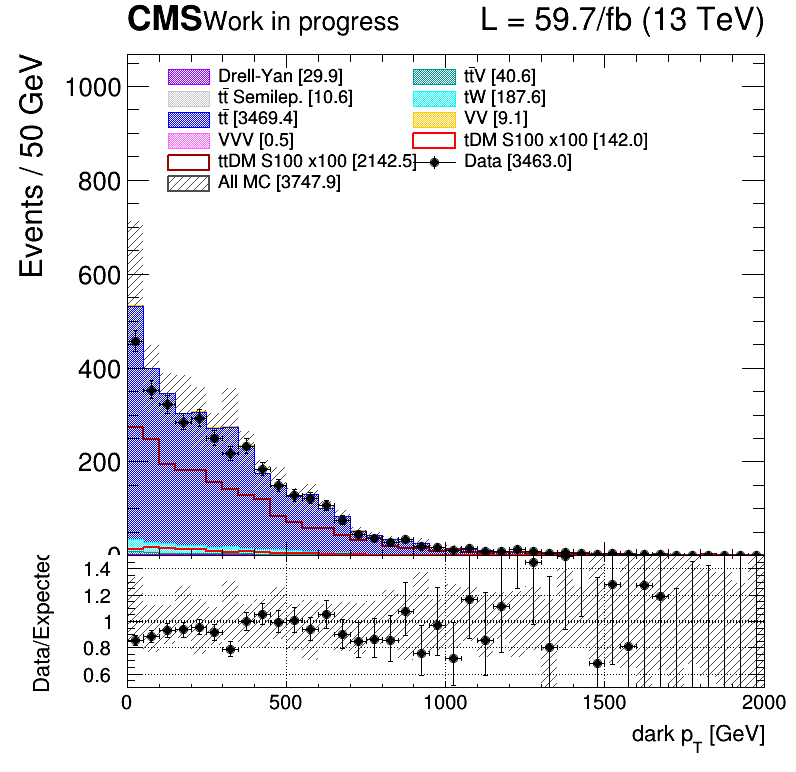 CMS Work in progress L = 59.7/fb (13 TeV)
Events / 50 GeV
1000
800
600
400
200
0
Drell-Yan [29.9] tt̄V [40.6]
tt̄ Semilep. [10.6] tW [187.6]
tt̄ [3469.4] VV [9.1]
VVV [0.5] tDM S100 x100 [142.0]
ttDM S100 x100 [2142.5] Data [3463.0]
All MC [3747.9]
Data/Expected
1.4
1.2
1
0.8
0.6
0 500 1000 1500 2000
dark p_T [GeV]